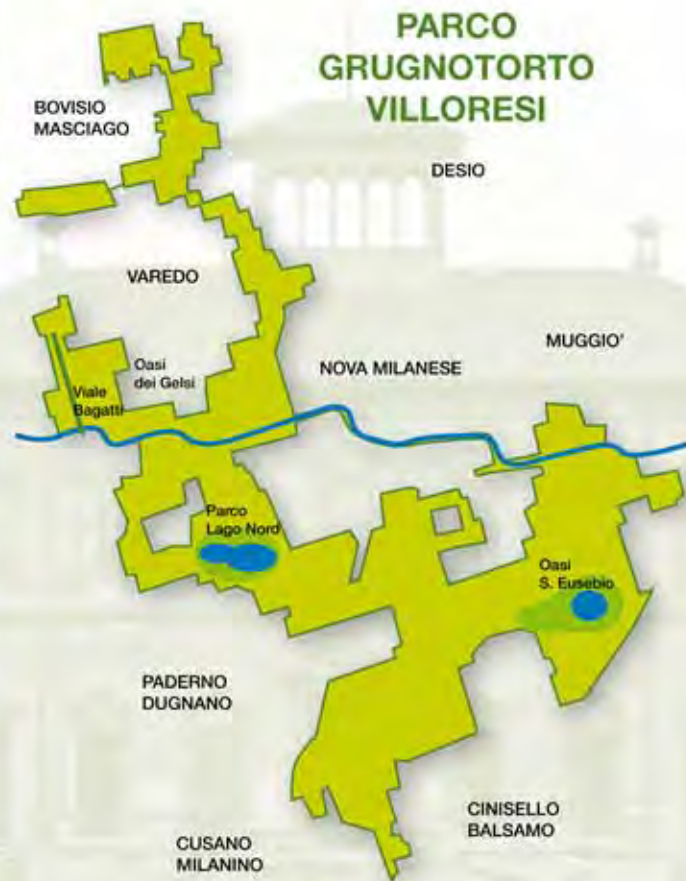 PARCO
GRUGNOTORTO
VILLORESI
BOVISIO
MASCIAGO
DESIO
VAREDO
MUGGIO'
Oasi
dei Gelsi
NOVA MILANESE
Viale
Bagatti
Parco
Lago Nord
Oasi
S. Eusebio
PADERNO
DUGNANO
CINISELLO
BALSAMO
CUSANO
MILANINO